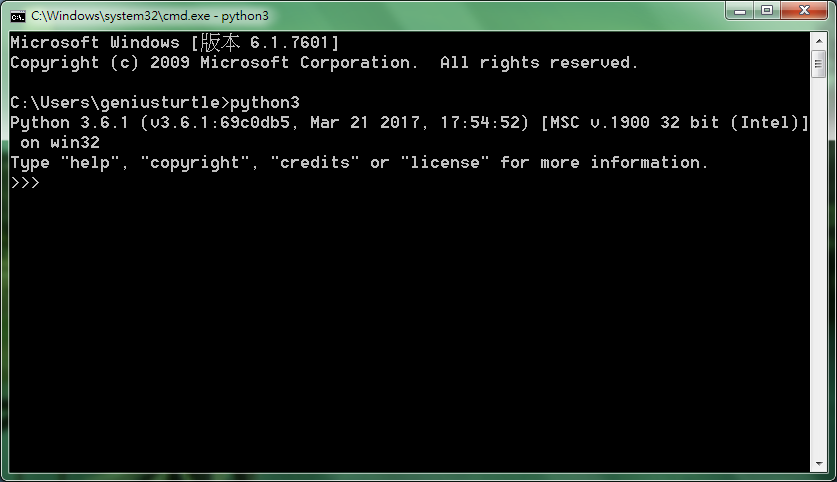 C:\Windows\system32\cmd.exe - python3
Microsoft Windows [版本 6.1.7601]
Copyright (c) 2009 Microsoft Corporation.  All rights reserved.
C:\Users\geniusturtle>python3
Python 3.6.1 (v3.6.1:69c0db5, Mar 21 2017, 17:54:52) [MSC v.1900 32 bit (Intel)]
 on win32
Type "help", "copyright", "credits" or "license" for more information.
>>>